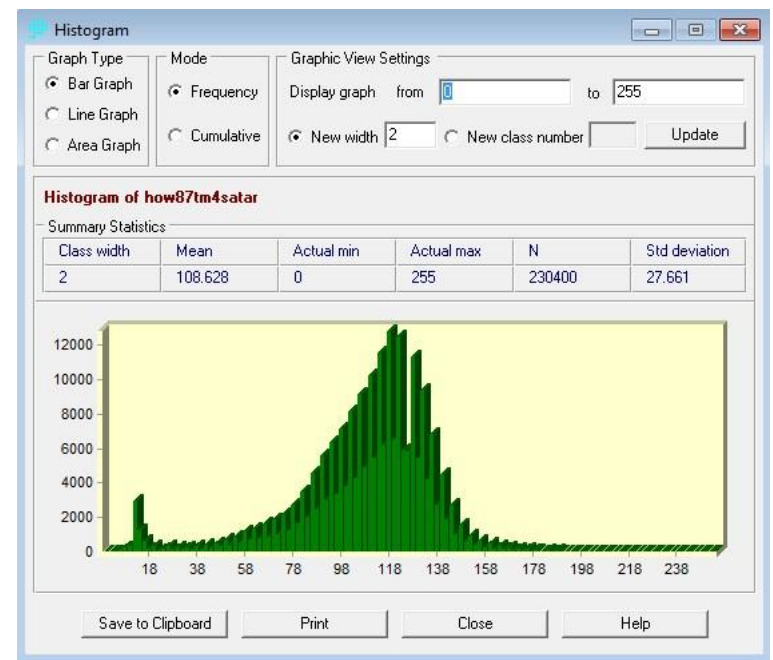 Histogram
Graph Type
Bar Graph
Line Graph
Area Graph
Mode
Frequency
Cumulative
Graphic View Settings
Display graph from 0 to 255
New width 2 New class number Update
Histogram of how87tm4satar
Summary Statistics
Class width Mean Actual min Actual max N Std deviation
2 108.628 0 255 230400 27.661
12000
10000
8000
6000
4000
2000
0
18 38 58 78 98 118 138 158 178 198 218 238
Save to Clipboard Print Close Help